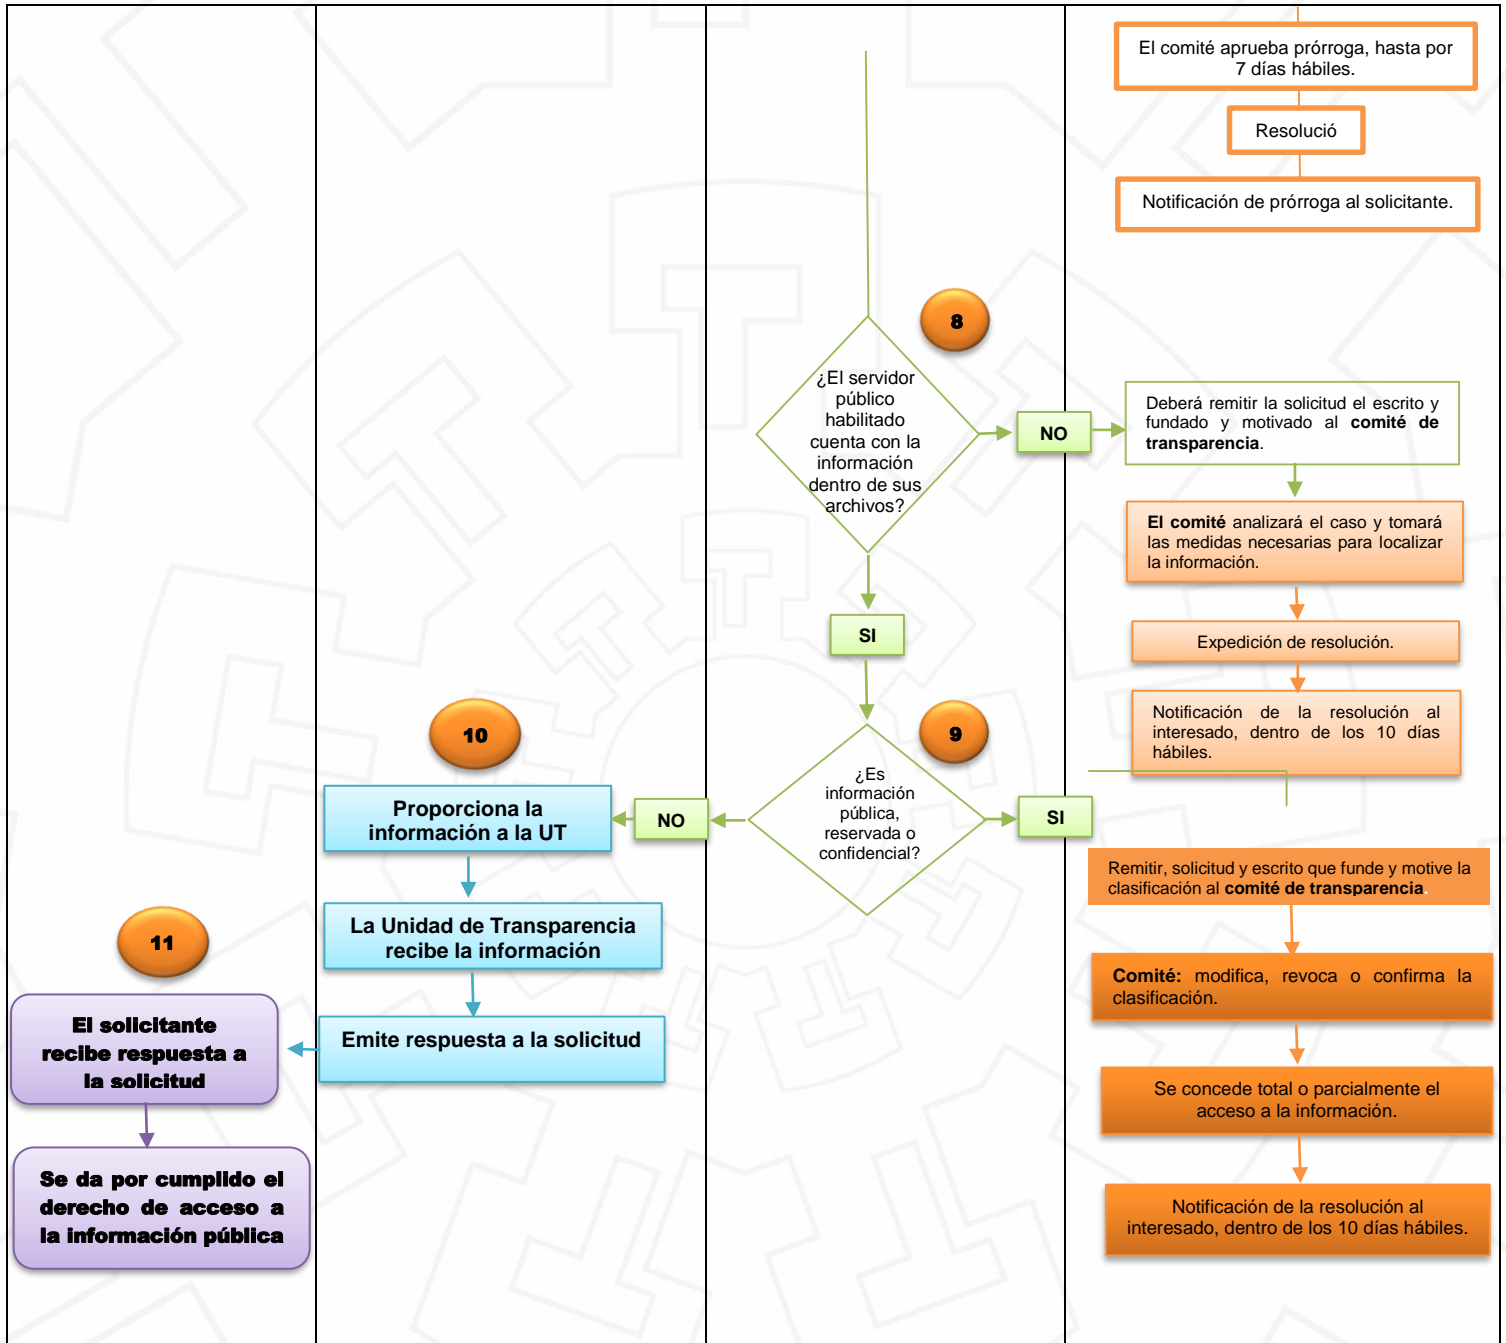 El comité aprueba prórroga, hasta por
7 días hábiles.
Resolució
Notificación de prórroga al solicitante.
8
¿El servidor
público
habilitado
cuenta con la
información
dentro de sus
archivos?
NO
Deberá remitir la solicitud el escrito y
fundado y motivado al comité de
transparencia.
El comité analizará el caso y tomará
las medidas necesarias para localizar
la información.
SI
Expedición de resolución.
Notificación de la resolución al
interesado, dentro de los 10 días
hábiles.
9
¿Es
información
pública,
reservada o
confidencial?
SI
NO
10
Proporciona la
información a la UT
Remitir, solicitud y escrito que funde y motive la
clasificación al comité de transparencia.
La Unidad de Transparencia
recibe la información
Comité: modifica, revoca o confirma la
clasificación.
11
El solicitante
recibe respuesta a
la solicitud
Emite respuesta a la solicitud
Se concede total o parcialmente el
acceso a la información.
Se da por cumplido el
derecho de acceso a
la información pública
Notificación de la resolución al
interesado, dentro de los 10 días hábiles.